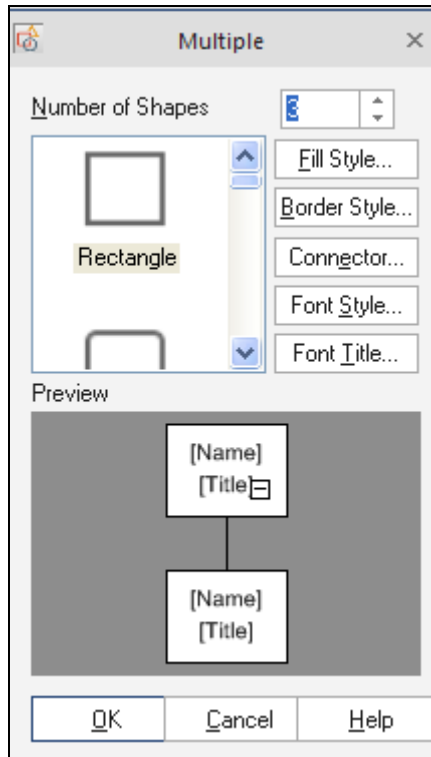 Multiple
Number of Shapes 3
Fill Style...
Border Style...
Rectangle
Connector...
Font Style...
Font Title...
Preview
[Name]
[Title]
[Name]
[Title]
OK Cancel Help